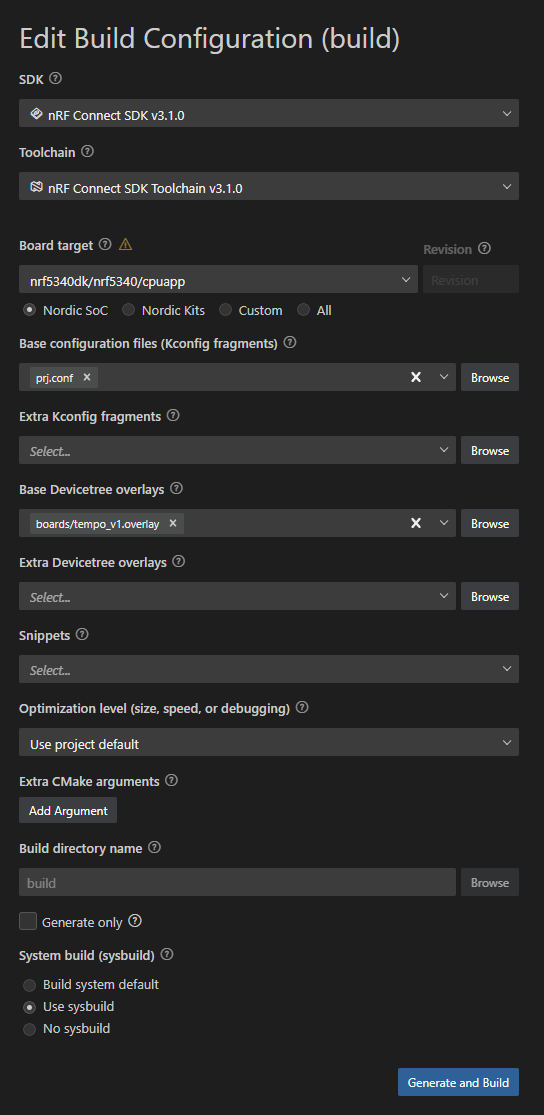 Edit Build Configuration (build)
SDK
nRF Connect SDK v3.1.0
Toolchain
nRF Connect SDK Toolchain v3.1.0
Board target Revision
nrf5340dk/nrf5340/cpuapp Revision
Nordic SoC Nordic Kits Custom All
Base configuration files (Kconfig fragments)
prj.conf Browse
Extra Kconfig fragments
Select... Browse
Base Devicetree overlays
boards/tempo_v1.overlay Browse
Extra Devicetree overlays
Select... Browse
Snippets
Select...
Optimization level (size, speed, or debugging)
Use project default
Extra CMake arguments
Add Argument
Build directory name
build Browse
Generate only
System build (sysbuild)
Build system default
Use sysbuild
No sysbuild
Generate and Build